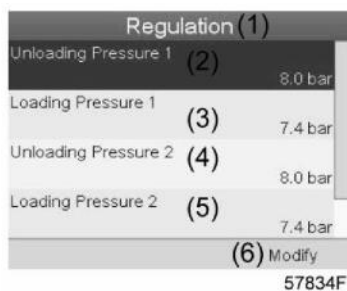 Regulation (1)
Unloading Pressure 1
(2)
8.0 bar
Loading Pressure 1
(3)
7.4 bar
Unloading Pressure 2
(4)
8.0 bar
Loading Pressure 2
(5)
7.4 bar
(6) Modify
57834F